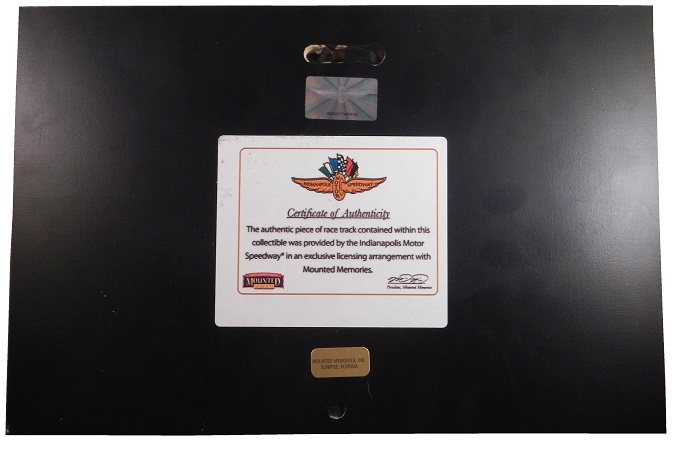 INDIANAPOLIS SPEEDWAY
Certificate of Authenticity
The authentic piece of race track contained within this
collectible was provided by the Indianapolis Motor
Speedway® in an exclusive licensing arrangement with
Mounted Memories.
MOUNTED
President, Mounted Memories
MOUNTED MEMORIES, INC.
SUNRISE, FLORIDA